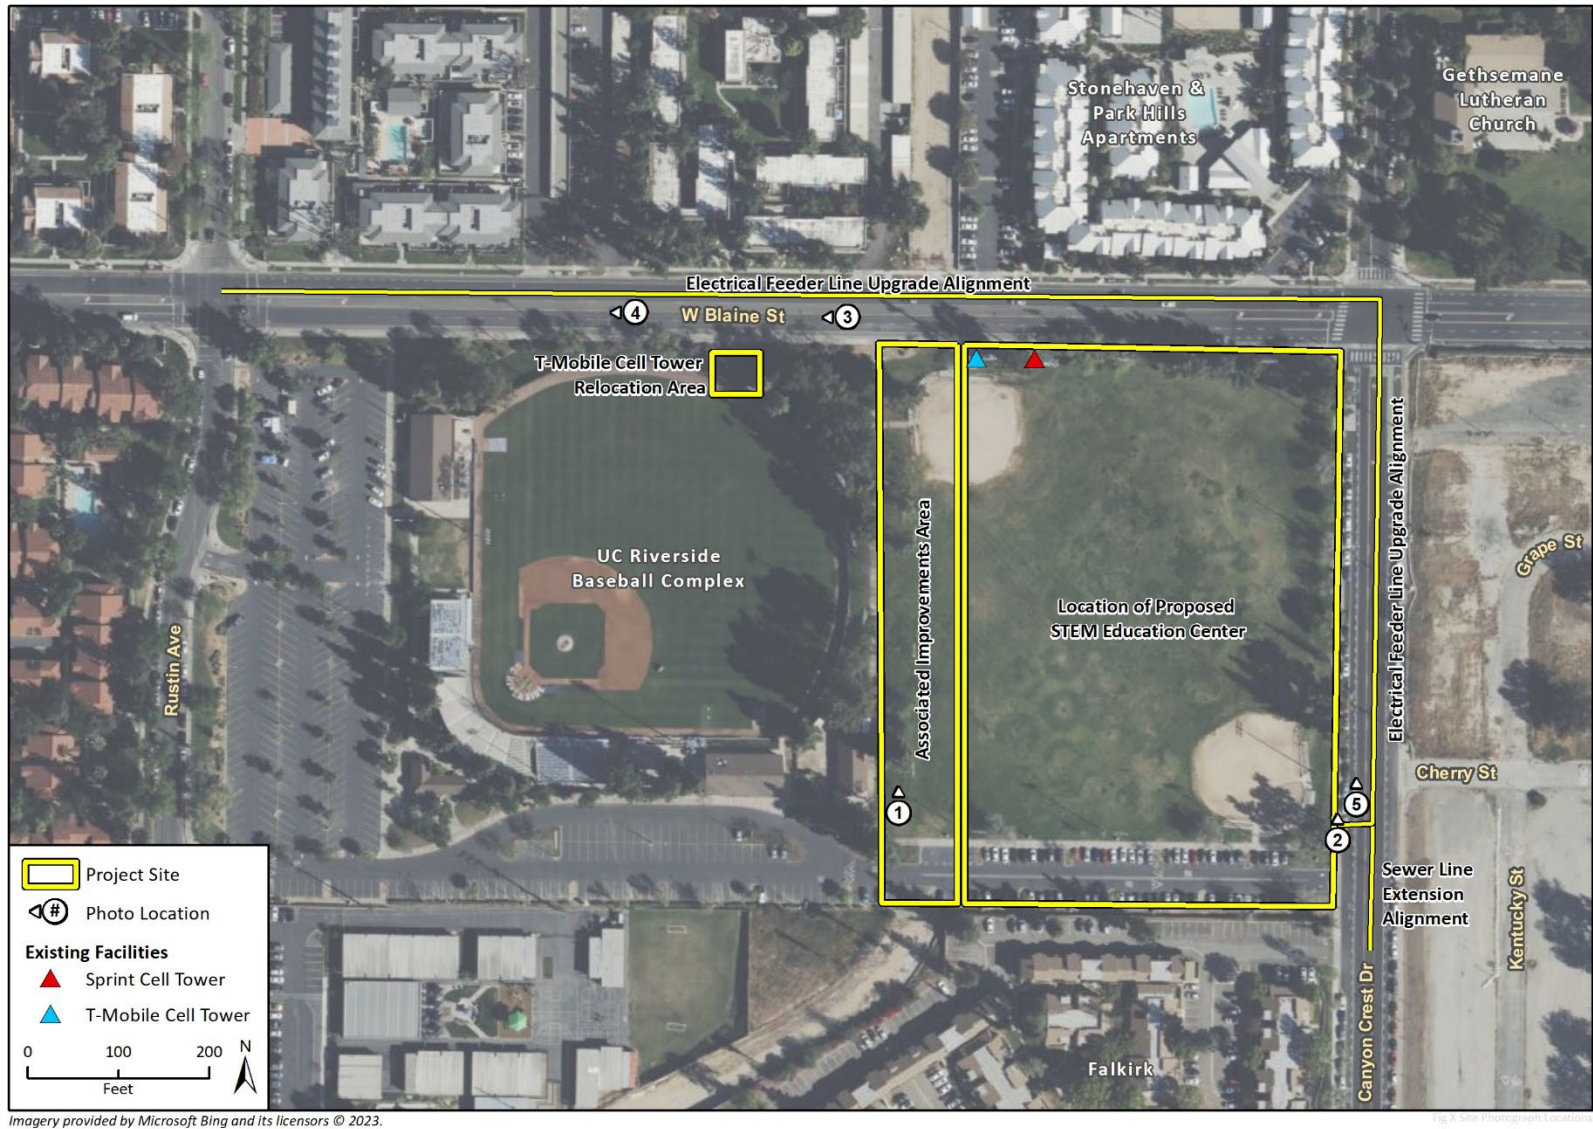 Stonehaven &
Park Hills
Apartments
Gethsemane
Lutheran
Church
Electrical Feeder Line Upgrade Alignment
4
W Blaine St
3
T-Mobile Cell Tower
Relocation Area
Electrical Feeder Line Upgrade Alignment
Associated Improvements Area
UC Riverside
Baseball Complex
Location of Proposed
STEM Education Center
Grape St
Rustin Ave
Cherry St
1
5
2
Sewer Line
Extension
Alignment
Kentucky St
Canyon Crest Dr
Falkirk
Project Site
# Photo Location
Existing Facilities
Sprint Cell Tower
T-Mobile Cell Tower
0 100 200
Feet
N
Imagery provided by Microsoft Bing and its licensors © 2023.
Fig X Site Photograph Locations